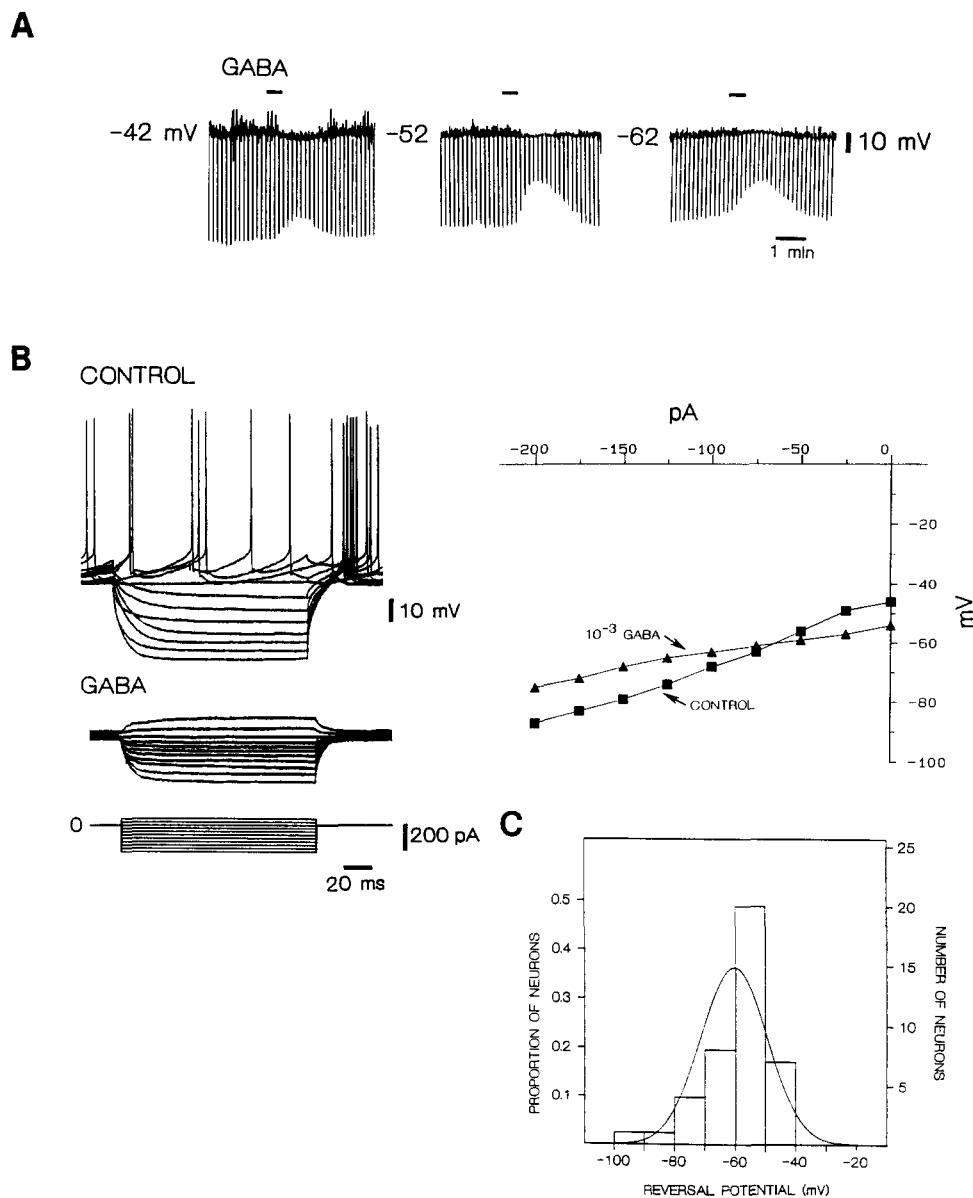 A
GABA
-42 mV
-52
-62
10 mV
1 min
B
CONTROL
10 mV
GABA
0
200 pA
20 ms
pA
-200 -150 -100 -50 0
-20
-40
-60
-80
-100
mV
10⁻³ GABA
CONTROL
C
PROPORTION OF NEURONS
0.5
0.4
0.3
0.2
0.1
25
20
15
10
5
NUMBER OF NEURONS
-100 -80 -60 -40 -20
REVERSAL POTENTIAL (mV)